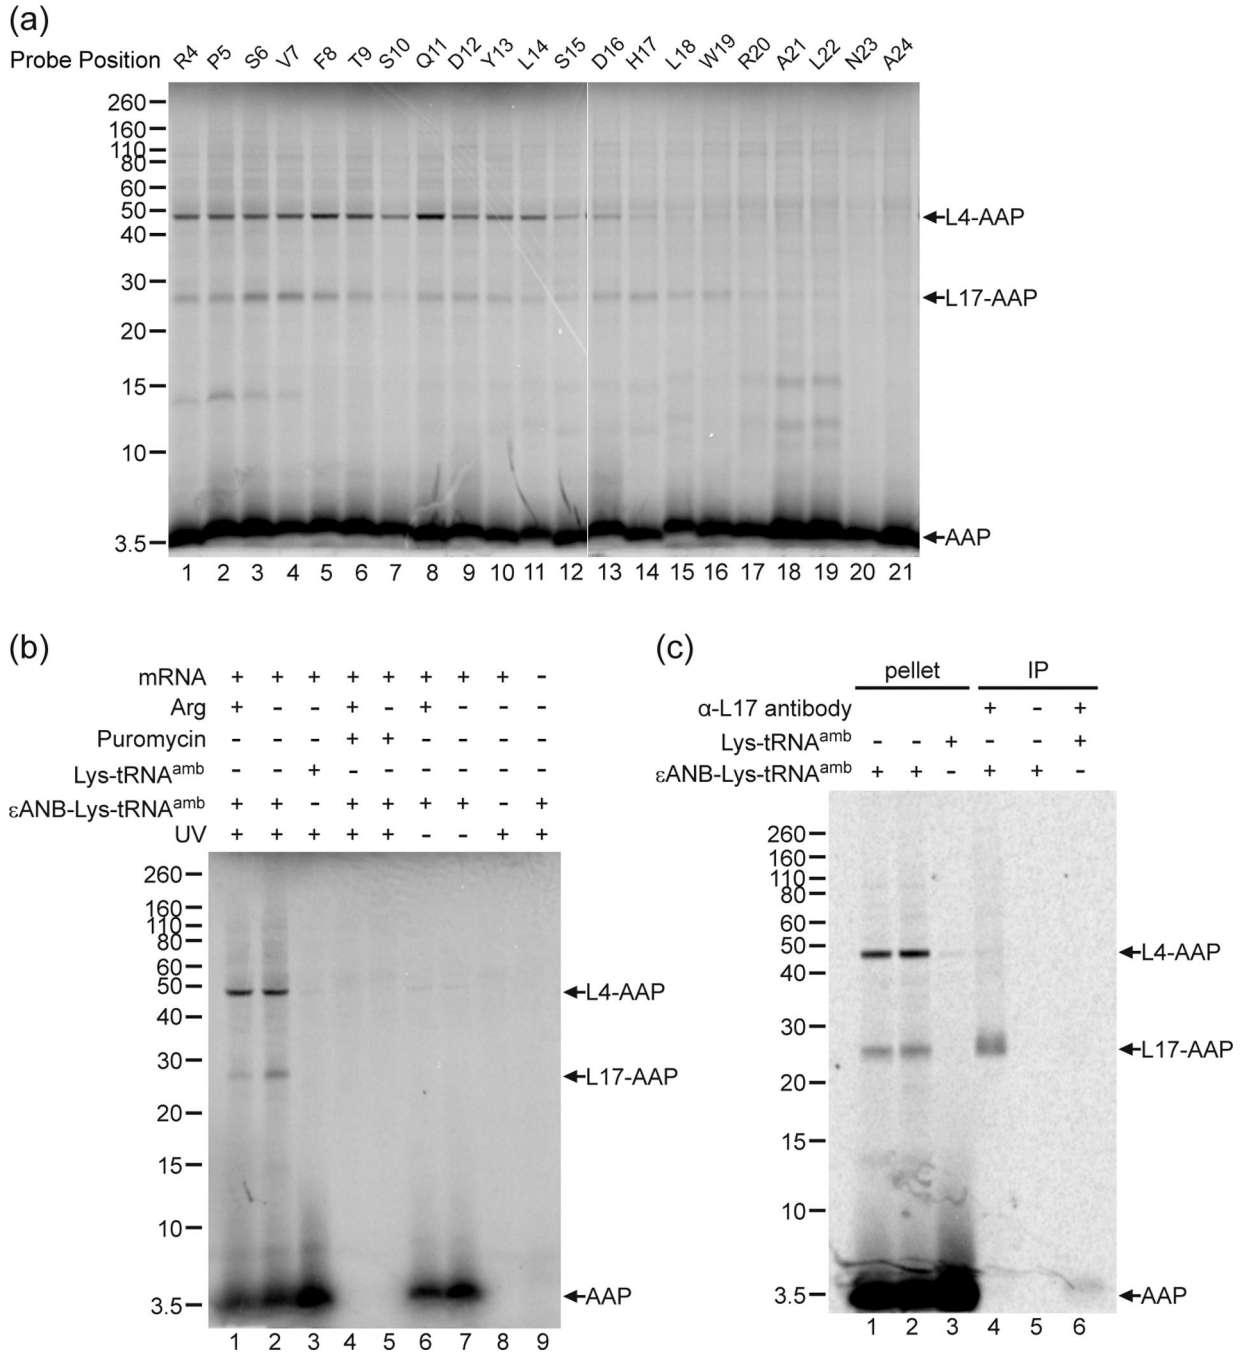 (a)
Probe Position R4 P5 S6 V7 F8 T9 S10 Q11 D12 Y13 L14 S15 D16 H17 L18 W19 R20 A21 L22 N23 A24
260
160
110
80
60
50
L4-AAP
40
30
L17-AAP
20
15
10
3.5
AAP
1 2 3 4 5 6 7 8 9 10 11 12 13 14 15 16 17 18 19 20 21
(b)
mRNA + + + + + + + + -
Arg + - - + - + - - -
Puromycin - - - + + - - - -
Lys-tRNAamb - - + - - - - - -
εANB-Lys-tRNAamb + + - + + + + - +
UV + + + + + - - + +
260
160
110
80
60
50
L4-AAP
40
30
L17-AAP
20
15
10
3.5
AAP
1 2 3 4 5 6 7 8 9
(c)
pellet IP
α-L17 antibody + - +
Lys-tRNAamb - - + - - +
εANB-Lys-tRNAamb + + - + + -
260
160
110
80
60
50
L4-AAP
40
30
L17-AAP
20
15
10
3.5
AAP
1 2 3 4 5 6